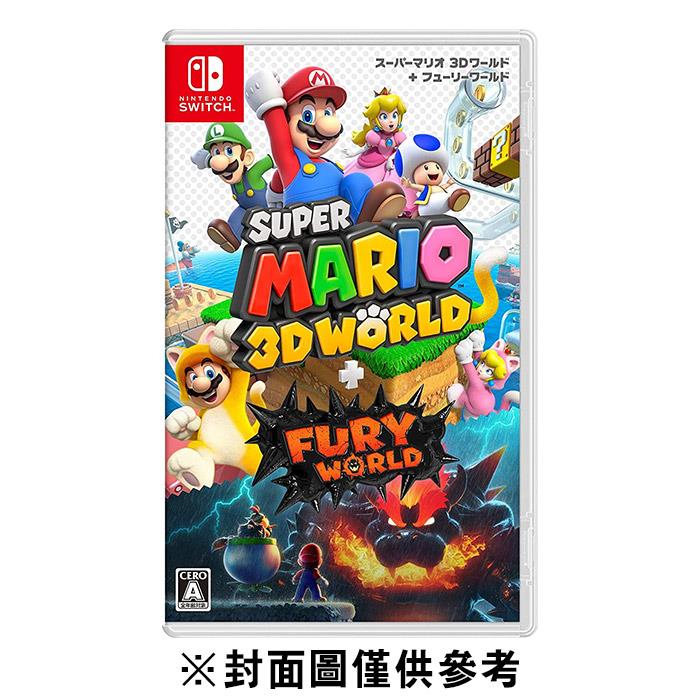 NINTENDO
SWITCH™
スーパーマリオ 3Dワールド
+ フューリーワールド
L
M
?
SUPER
MARIO™
3D WORLD
+
FURY
WORLD
CERO
A
全年齢対象
※封面圖僅供參考